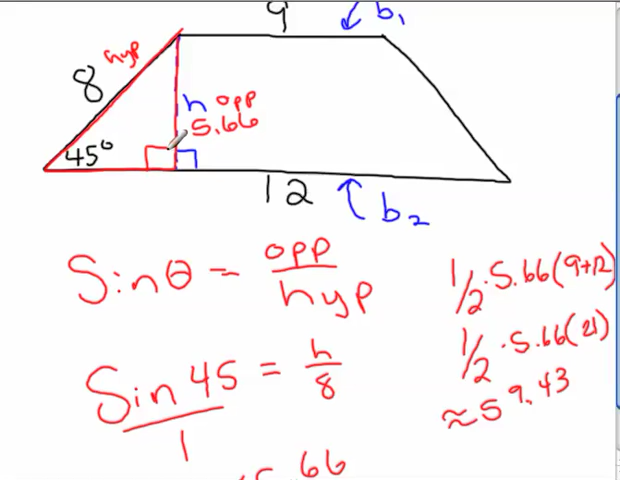 9
b₁
8
hyp
h opp
5.66
45°
12
b₂
Sinθ = opp/hyp
1/2 · 5.66(9+12)
1/2 · 5.66(21)
≈59.43
Sin 45/1 = h/8
5.66